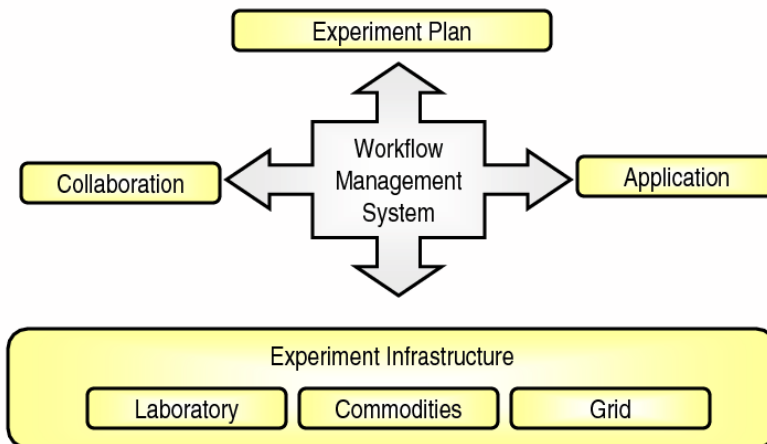 Experiment Plan
Workflow
Management
System
Collaboration
Application
Experiment Infrastructure
Laboratory
Commodities
Grid